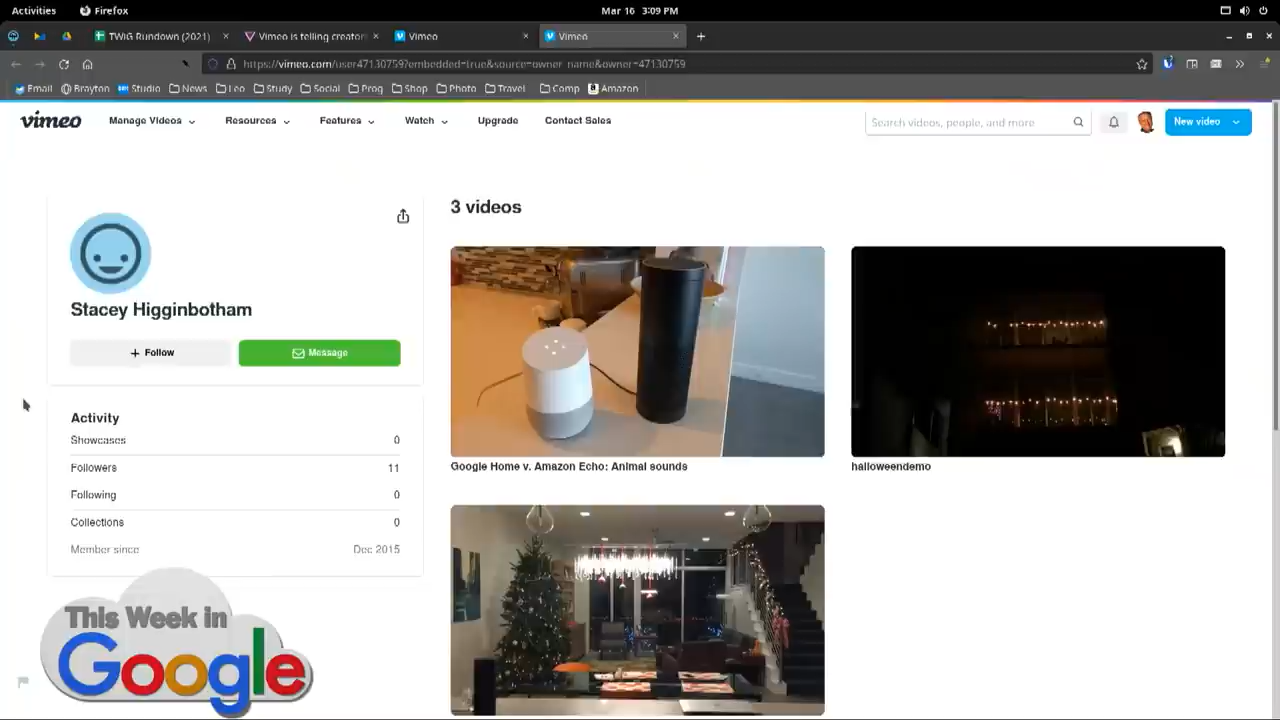 Activities Firefox Mar 16 3:09 PM
TWiG Rundown (2021) Vimeo is telling creator Vimeo Vimeo
https://vimeo.com/user47130759?embedded=true&source=owner_name&owner=47130759
Email Brayton Studio News Leo Study Social Prog Shop Photo Travel Comp Amazon
vimeo Manage Videos Resources Features Watch Upgrade Contact Sales Search videos, people, and more New video
3 videos
Stacey Higginbotham
+ Follow Message
Activity
Showcases 0
Followers 11
Following 0
Collections 0
Member since Dec 2015
Google Home v. Amazon Echo: Animal sounds
halloweendemo
This Week in
Google